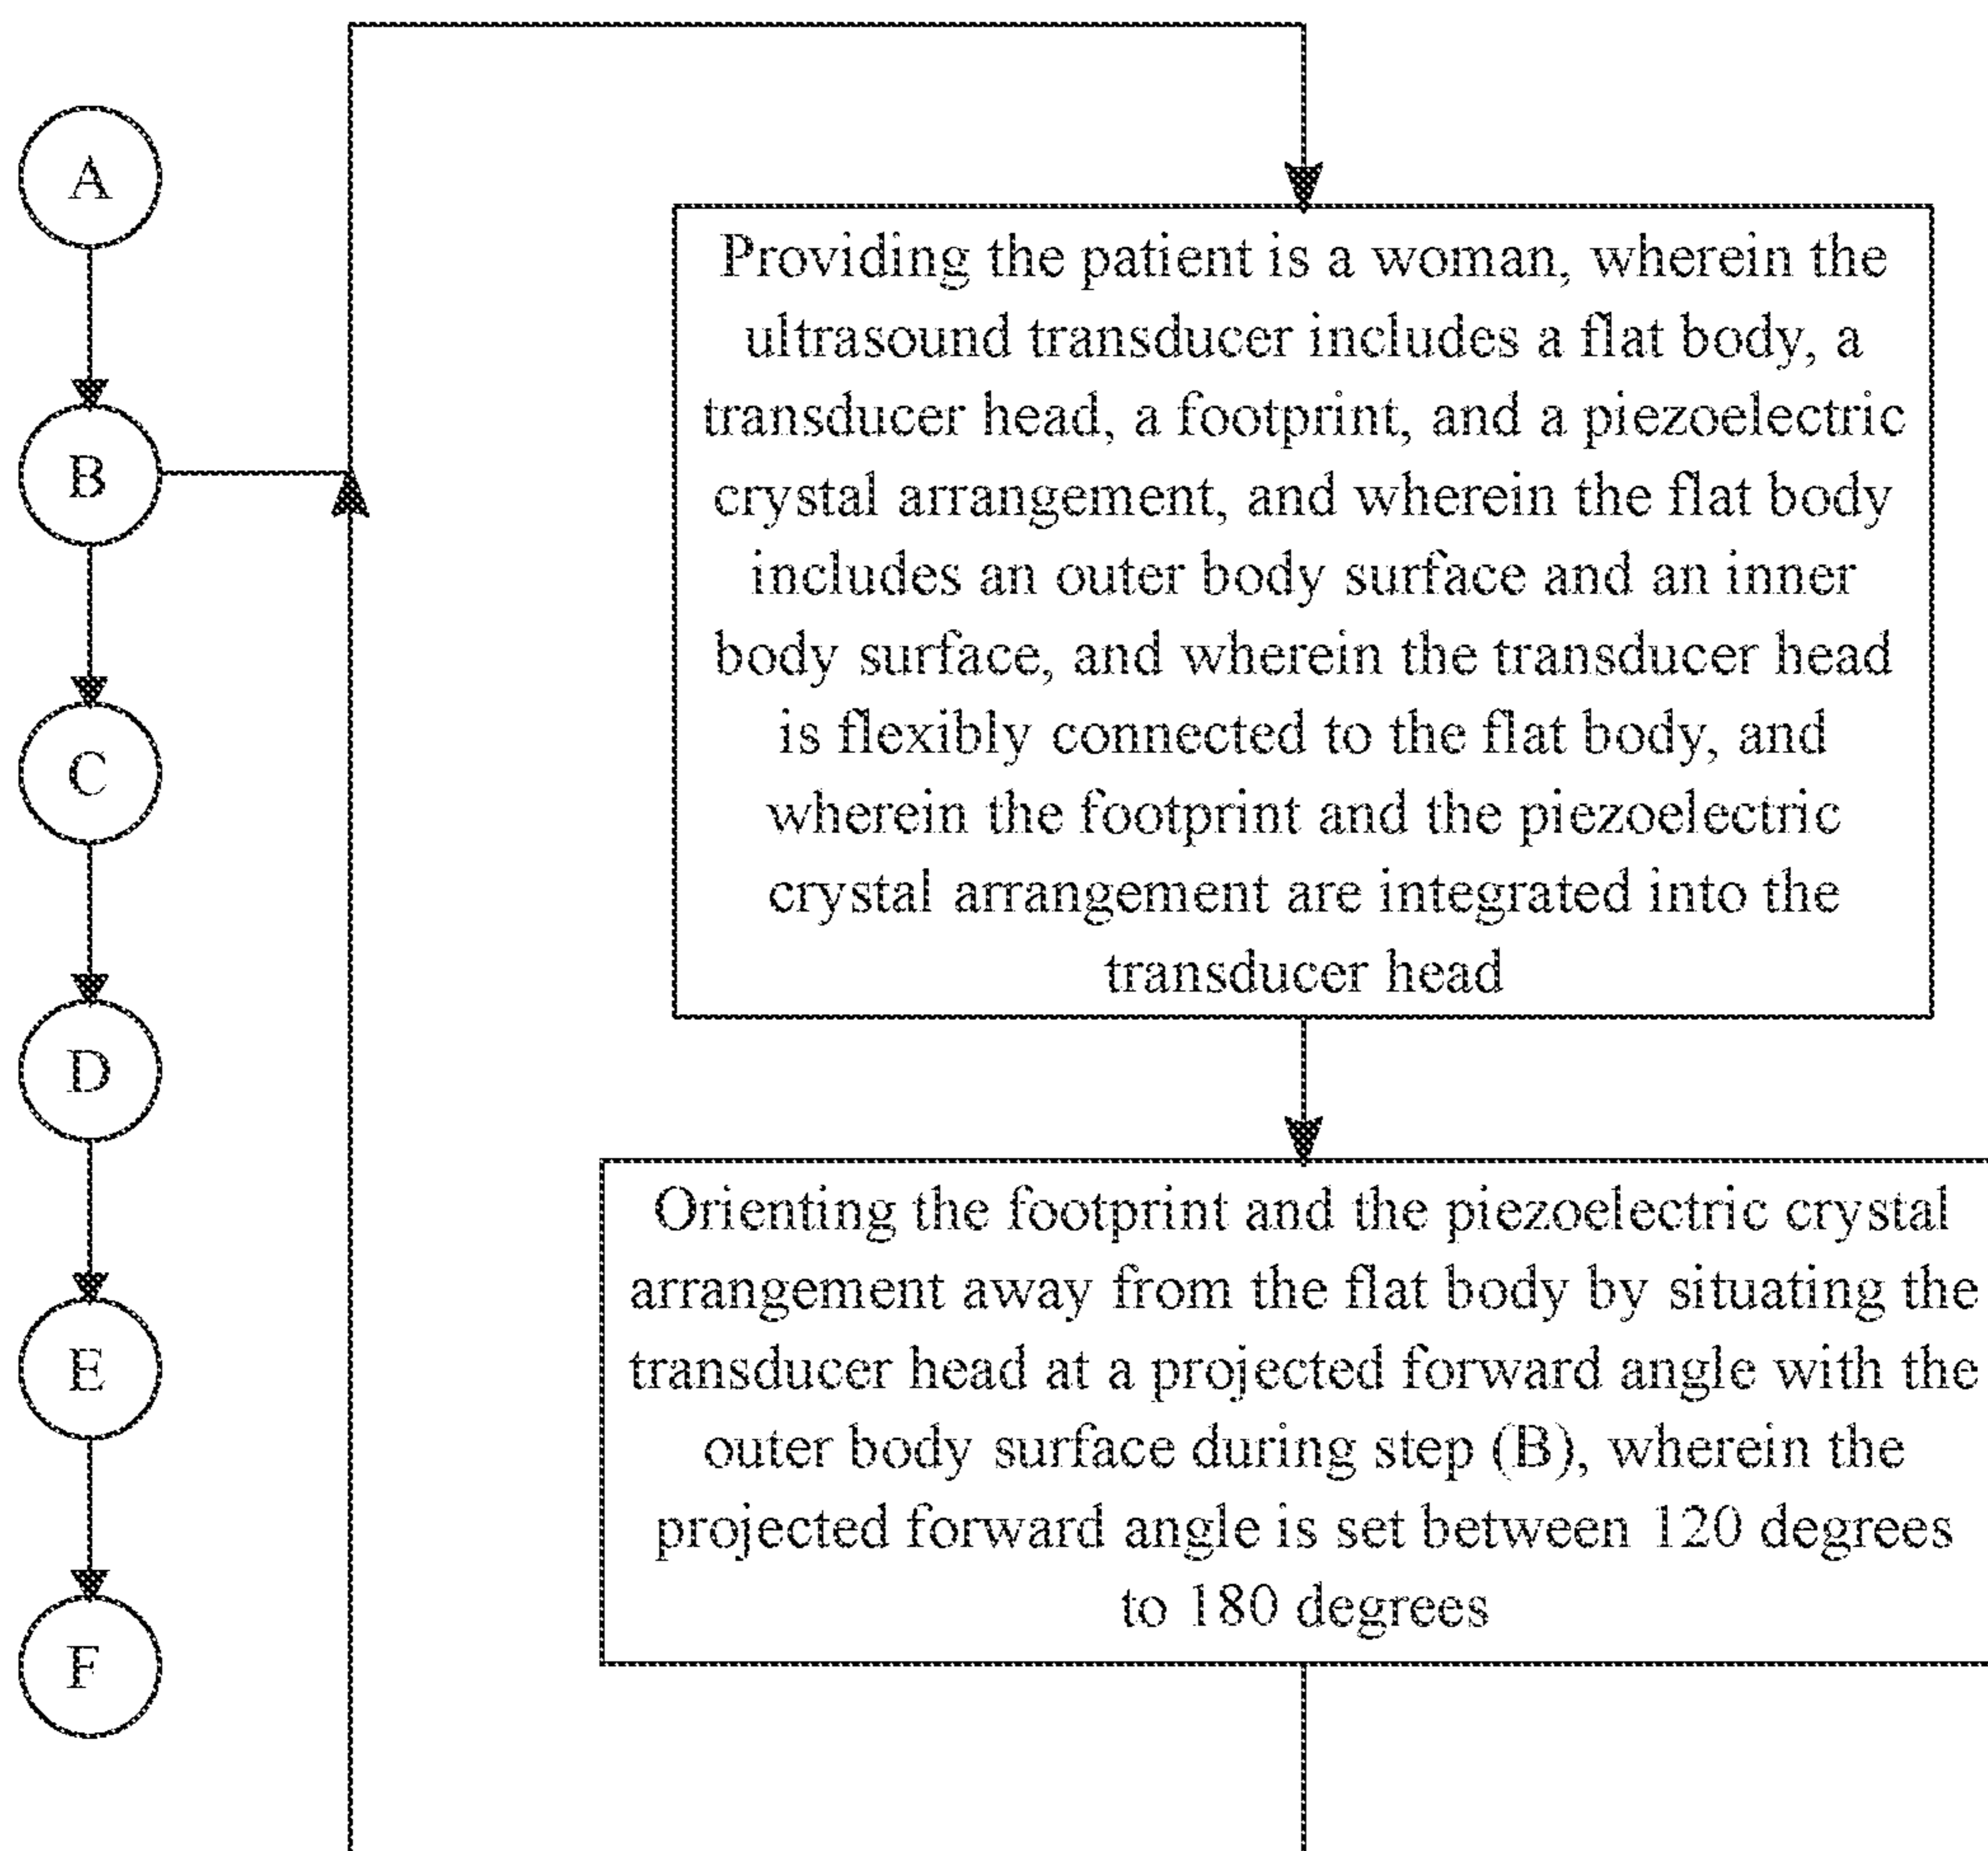 A
B
C
D
E
F
Providing the patient is a woman, wherein the
ultrasound transducer includes a flat body, a
transducer head, a footprint, and a piezoelectric
crystal arrangement, and wherein the flat body
includes an outer body surface and an inner
body surface, and wherein the transducer head
is flexibly connected to the flat body, and
wherein the footprint and the piezoelectric
crystal arrangement are integrated into the
transducer head
Orienting the footprint and the piezoelectric crystal
arrangement away from the flat body by situating the
transducer head at a projected forward angle with the
outer body surface during step (B), wherein the
projected forward angle is set between 120 degrees
to 180 degrees